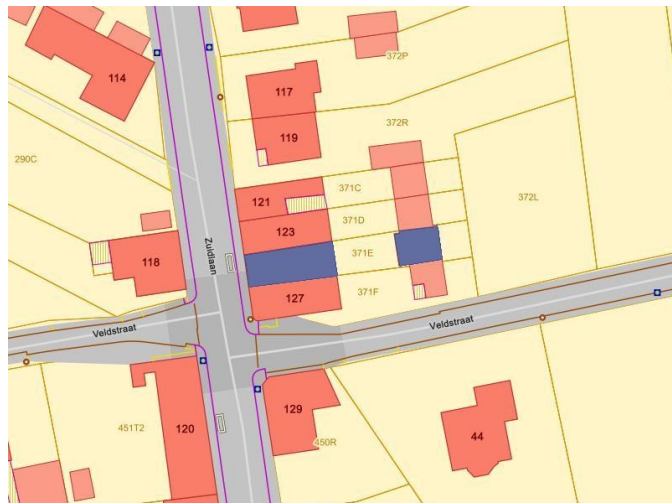 114
372P
117
372R
119
290C
371C
121
372L
371D
123
Zuidlaan
118
371E
371F
127
Veldstraat
Veldstraat
129
120
451T2
450R
44